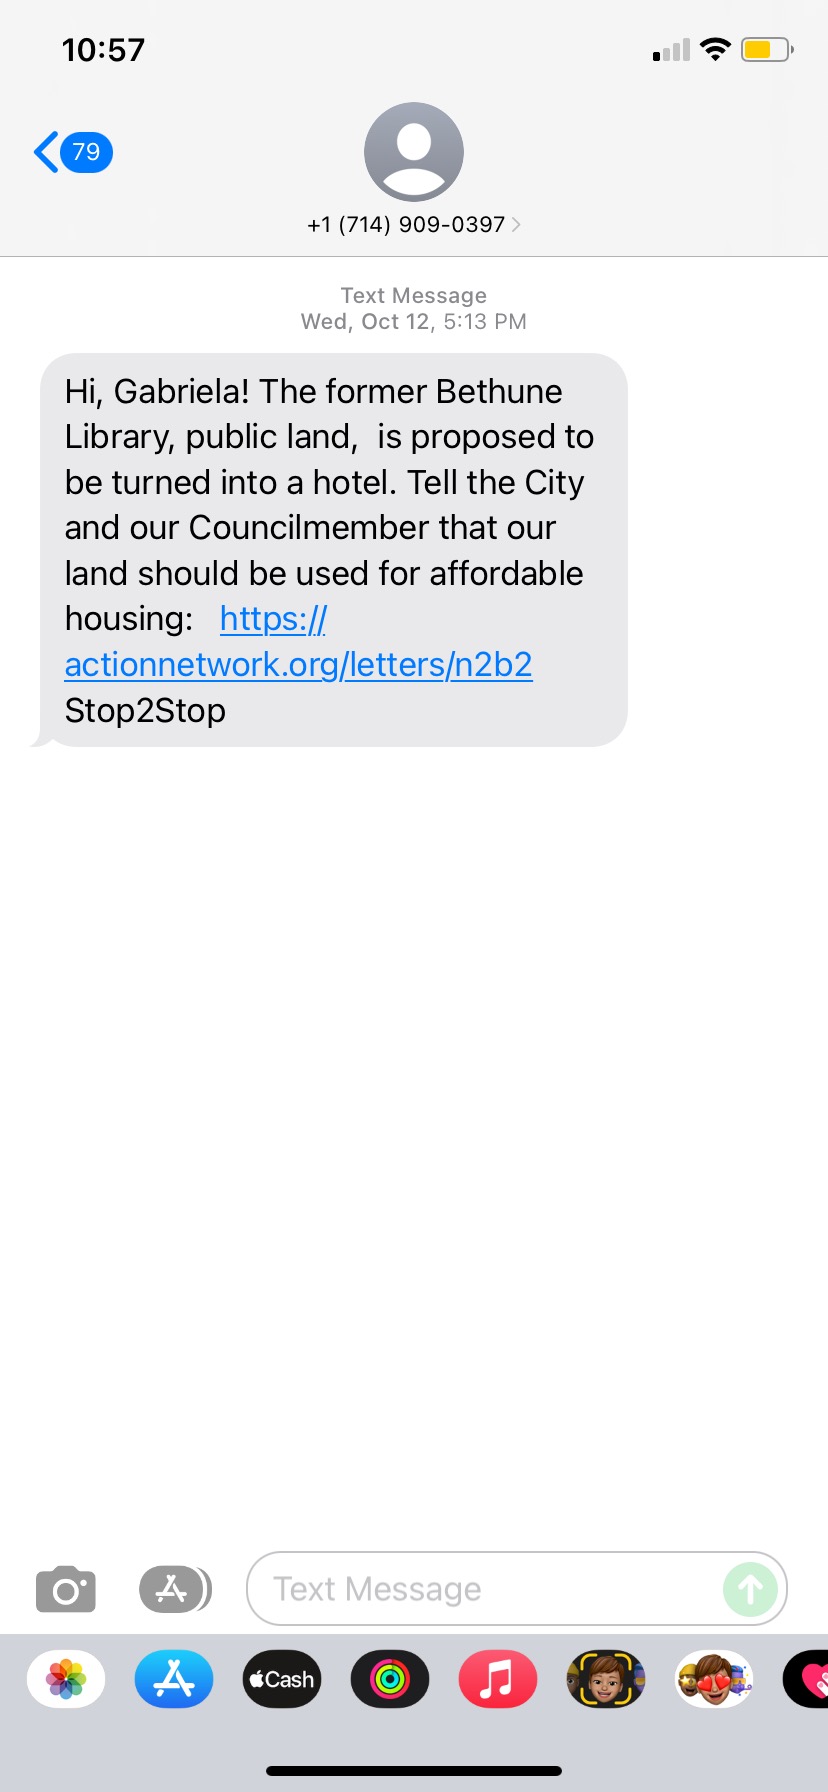 10:57
79
+1 (714) 909-0397
Text Message
Wed, Oct 12, 5:13 PM
Hi, Gabriela! The former Bethune
Library, public land,  is proposed to
be turned into a hotel. Tell the City
and our Councilmember that our
land should be used for affordable
housing:   https://
actionnetwork.org/letters/n2b2
Stop2Stop
Text Message
Cash